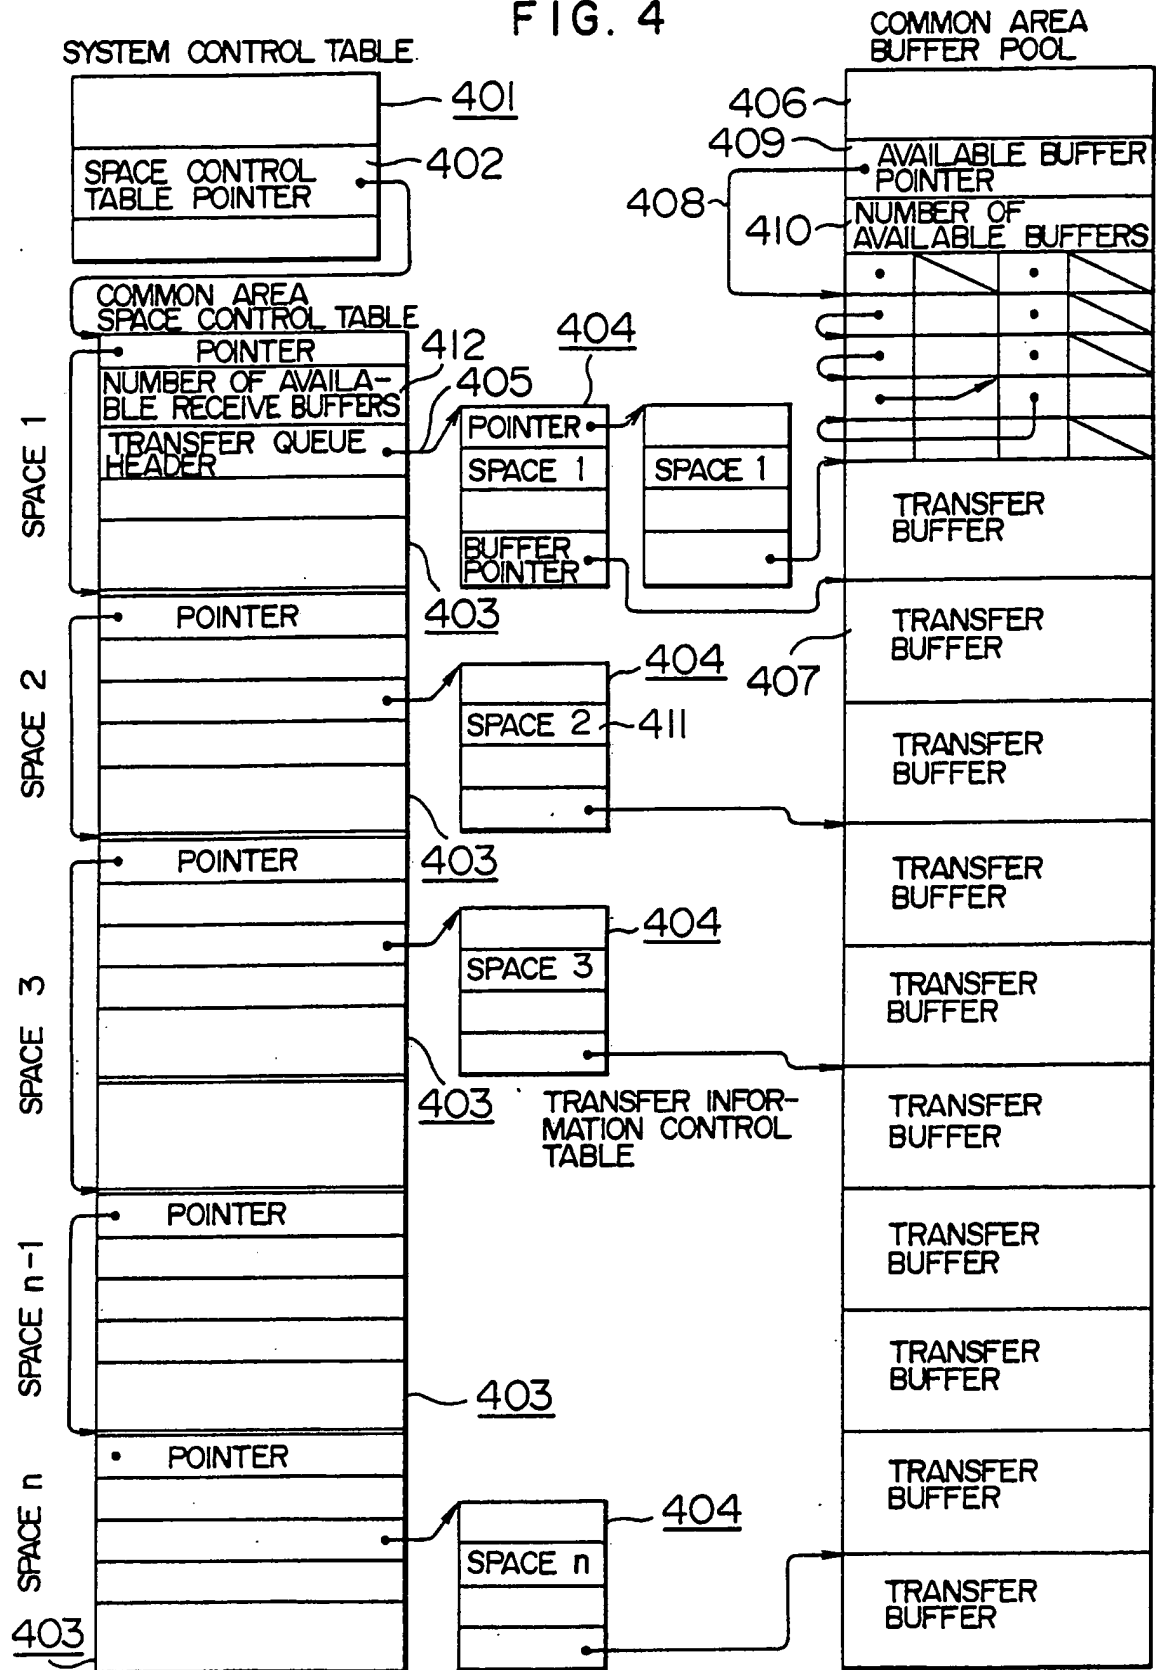 FIG. 4
SYSTEM CONTROL TABLE
401
SPACE CONTROL
TABLE POINTER
402
COMMON AREA
SPACE CONTROL TABLE
SPACE 1
POINTER
412
NUMBER OF AVAILA-
BLE RECEIVE BUFFERS
405
TRANSFER QUEUE
HEADER
403
404
POINTER
SPACE 1
BUFFER
POINTER
SPACE 1
SPACE 2
POINTER
403
404
SPACE 2
411
SPACE 3
POINTER
403
404
SPACE 3
TRANSFER INFOR-
MATION CONTROL
TABLE
SPACE n-1
POINTER
403
SPACE n
POINTER
403
404
SPACE n
COMMON AREA
BUFFER POOL
406
409
AVAILABLE BUFFER
POINTER
408
410
NUMBER OF
AVAILABLE BUFFERS
TRANSFER
BUFFER
407
TRANSFER
BUFFER
TRANSFER
BUFFER
TRANSFER
BUFFER
TRANSFER
BUFFER
TRANSFER
BUFFER
TRANSFER
BUFFER
TRANSFER
BUFFER
TRANSFER
BUFFER
TRANSFER
BUFFER